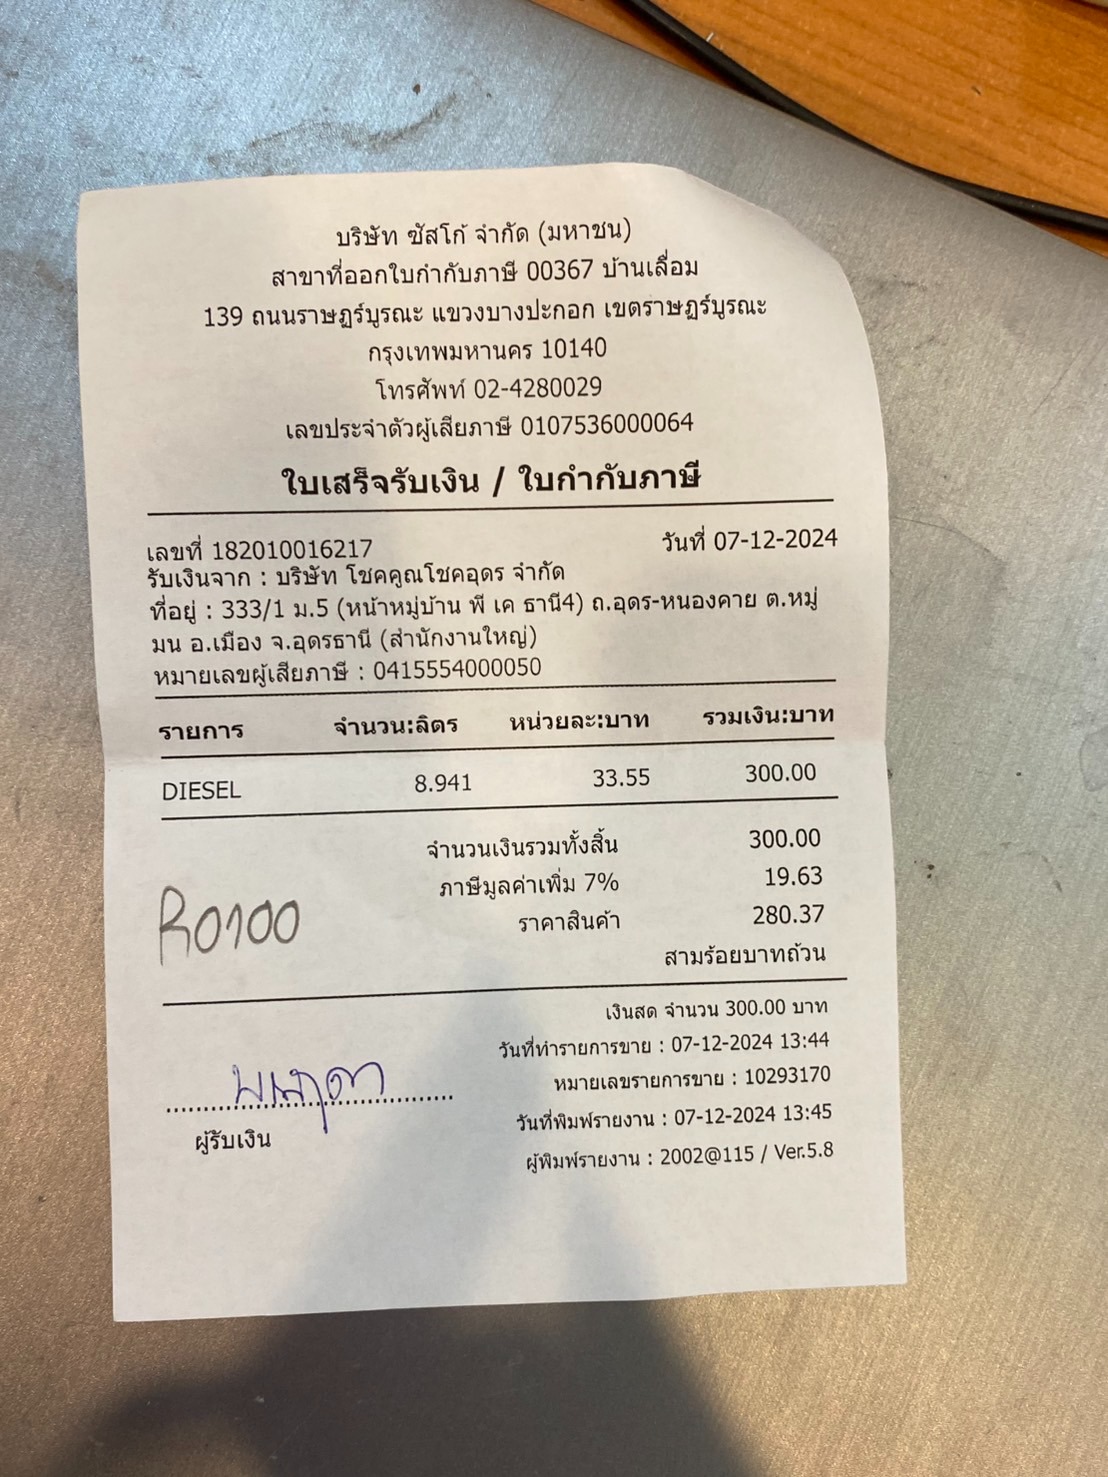 บริษัท ซัสโก้ จำกัด (มหาชน)
สาขาที่ออกใบกำกับภาษี 00367 บ้านเลื่อม
139 ถนนราษฏร์บูรณะ แขวงบางปะกอก เขตราษฏร์บูรณะ
กรุงเทพมหานคร 10140
โทรศัพท์ 02-4280029
เลขประจำตัวผู้เสียภาษี 0107536000064
ใบเสร็จรับเงิน / ใบกำกับภาษี
เลขที่ 182010016217 วันที่ 07-12-2024
รับเงินจาก : บริษัท โชคคูณโชคอุดร จำกัด
ที่อยู่ : 333/1 ม.5 (หน้าหมู่บ้าน พี เค ธานี4) ถ.อุดร-หนองคาย ต.หมู่
มน อ.เมือง จ.อุดรธานี (สำนักงานใหญ่)
หมายเลขผู้เสียภาษี : 0415554000050
รายการ จำนวน:ลิตร หน่วยละ:บาท รวมเงิน:บาท
DIESEL 8.941 33.55 300.00
จำนวนเงินรวมทั้งสิ้น 300.00
ภาษีมูลค่าเพิ่ม 7% 19.63
ราคาสินค้า 280.37
R0100
สามร้อยบาทถ้วน
เงินสด จำนวน 300.00 บาท
วันที่ทำรายการขาย : 07-12-2024 13:44
หมายเลขรายการขาย : 10293170
วันที่พิมพ์รายงาน : 07-12-2024 13:45
ผู้รับเงิน
ผู้พิมพ์รายงาน : 2002@115 / Ver.5.8